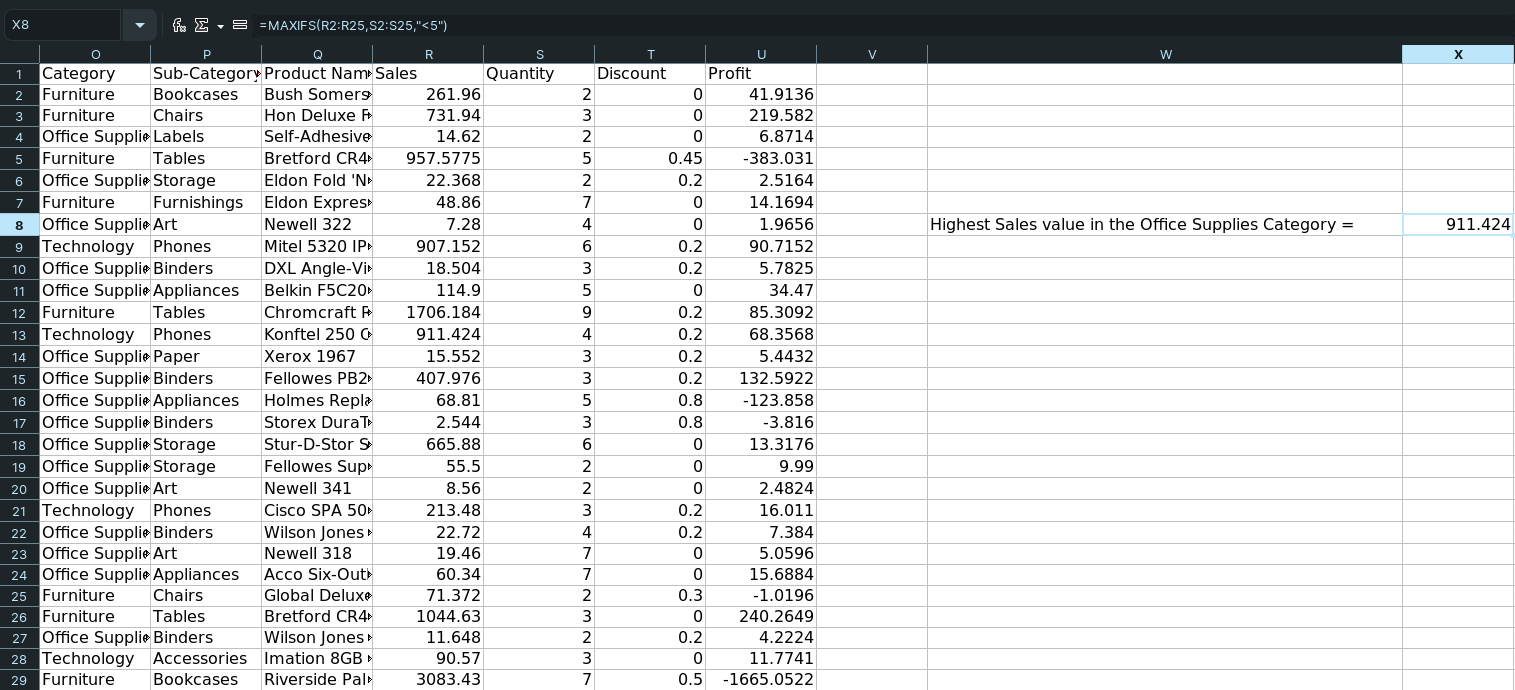 X8 =MAXIFS(R2:R25,S2:S25,"<5")
O P Q R S T U V W X
1 Category Sub-Category Product Nam Sales Quantity Discount Profit
2 Furniture Bookcases Bush Somers 261.96 2 0 41.9136
3 Furniture Chairs Hon Deluxe F 731.94 3 0 219.582
4 Office Supplie Labels Self-Adhesive 14.62 2 0 6.8714
5 Furniture Tables Bretford CR4 957.5775 5 0.45 -383.031
6 Office Supplie Storage Eldon Fold 'N 22.368 2 0.2 2.5164
7 Furniture Furnishings Eldon Expres 48.86 7 0 14.1694
8 Office Supplie Art Newell 322 7.28 4 0 1.9656 Highest Sales value in the Office Supplies Category = 911.424
9 Technology Phones Mitel 5320 IP 907.152 6 0.2 90.7152
10 Office Supplie Binders DXL Angle-Vi 18.504 3 0.2 5.7825
11 Office Supplie Appliances Belkin F5C20 114.9 5 0 34.47
12 Furniture Tables Chromcraft F 1706.184 9 0.2 85.3092
13 Technology Phones Konftel 250 C 911.424 4 0.2 68.3568
14 Office Supplie Paper Xerox 1967 15.552 3 0.2 5.4432
15 Office Supplie Binders Fellowes PB2 407.976 3 0.2 132.5922
16 Office Supplie Appliances Holmes Repla 68.81 5 0.8 -123.858
17 Office Supplie Binders Storex DuraT 2.544 3 0.8 -3.816
18 Office Supplie Storage Stur-D-Stor S 665.88 6 0 13.3176
19 Office Supplie Storage Fellowes Sup 55.5 2 0 9.99
20 Office Supplie Art Newell 341 8.56 2 0 2.4824
21 Technology Phones Cisco SPA 50 213.48 3 0.2 16.011
22 Office Supplie Binders Wilson Jones 22.72 4 0.2 7.384
23 Office Supplie Art Newell 318 19.46 7 0 5.0596
24 Office Supplie Appliances Acco Six-Out 60.34 7 0 15.6884
25 Furniture Chairs Global Deluxe 71.372 2 0.3 -1.0196
26 Furniture Tables Bretford CR4 1044.63 3 0 240.2649
27 Office Supplie Binders Wilson Jones 11.648 2 0.2 4.2224
28 Technology Accessories Imation 8GB 90.57 3 0 11.7741
29 Furniture Bookcases Riverside Pal 3083.43 7 0.5 -1665.0522